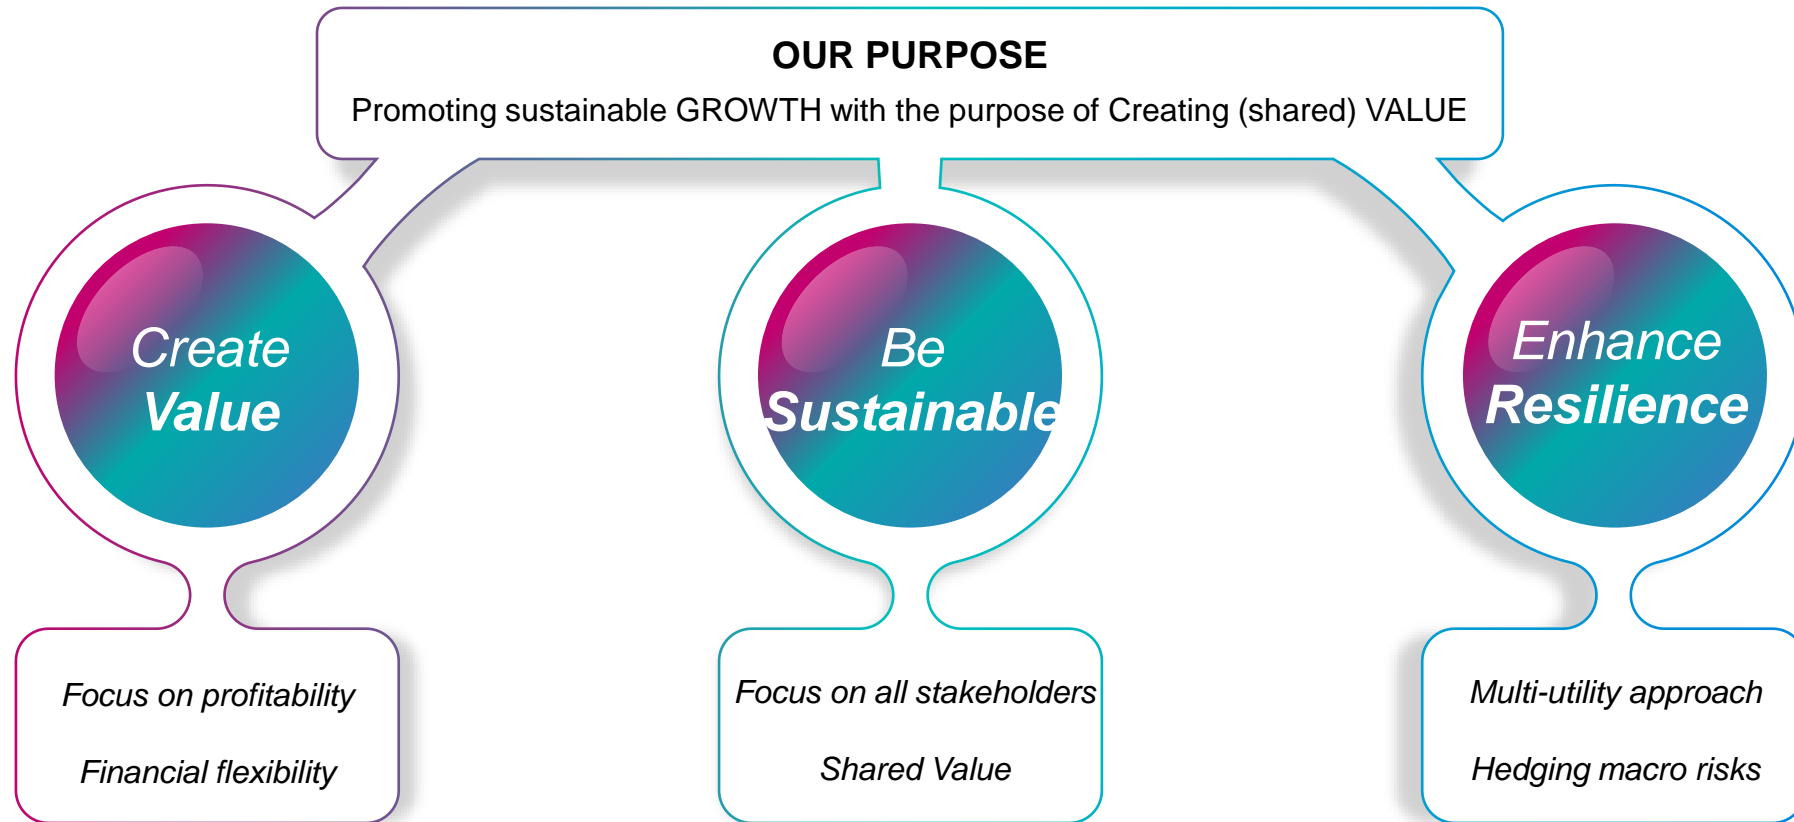 OUR PURPOSE
Promoting sustainable GROWTH with the purpose of Creating (shared) VALUE
Create
Value
Be
Sustainable
Enhance
Resilience
Focus on profitability
Financial flexibility
Focus on all stakeholders
Shared Value
Multi-utility approach
Hedging macro risks